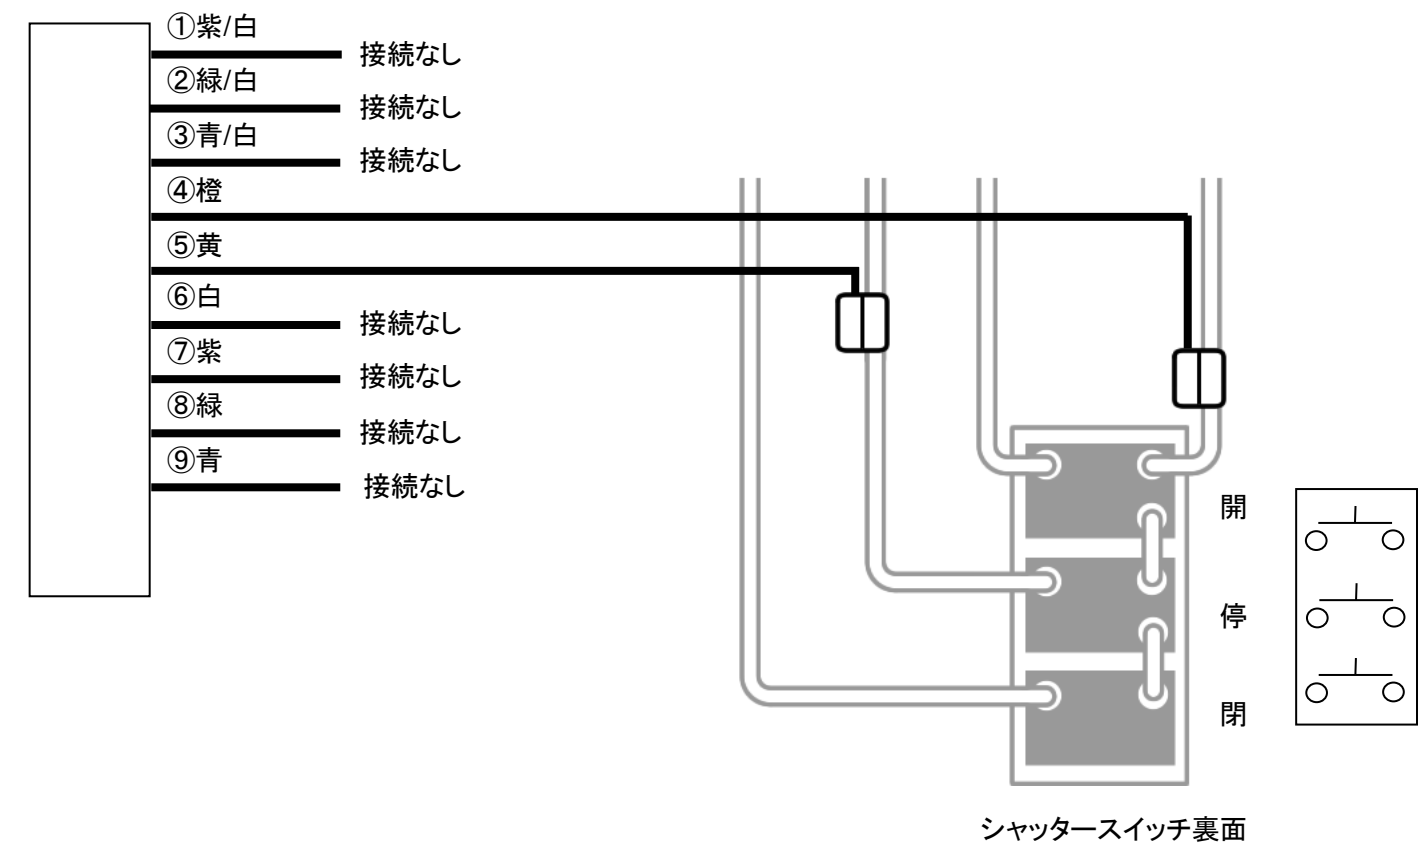 ①紫/白
接続なし
②緑/白
接続なし
③青/白
接続なし
④橙
⑤黄
⑥白
接続なし
⑦紫
接続なし
⑧緑
接続なし
⑨青
接続なし
開
停
閉
シャッタースイッチ裏面